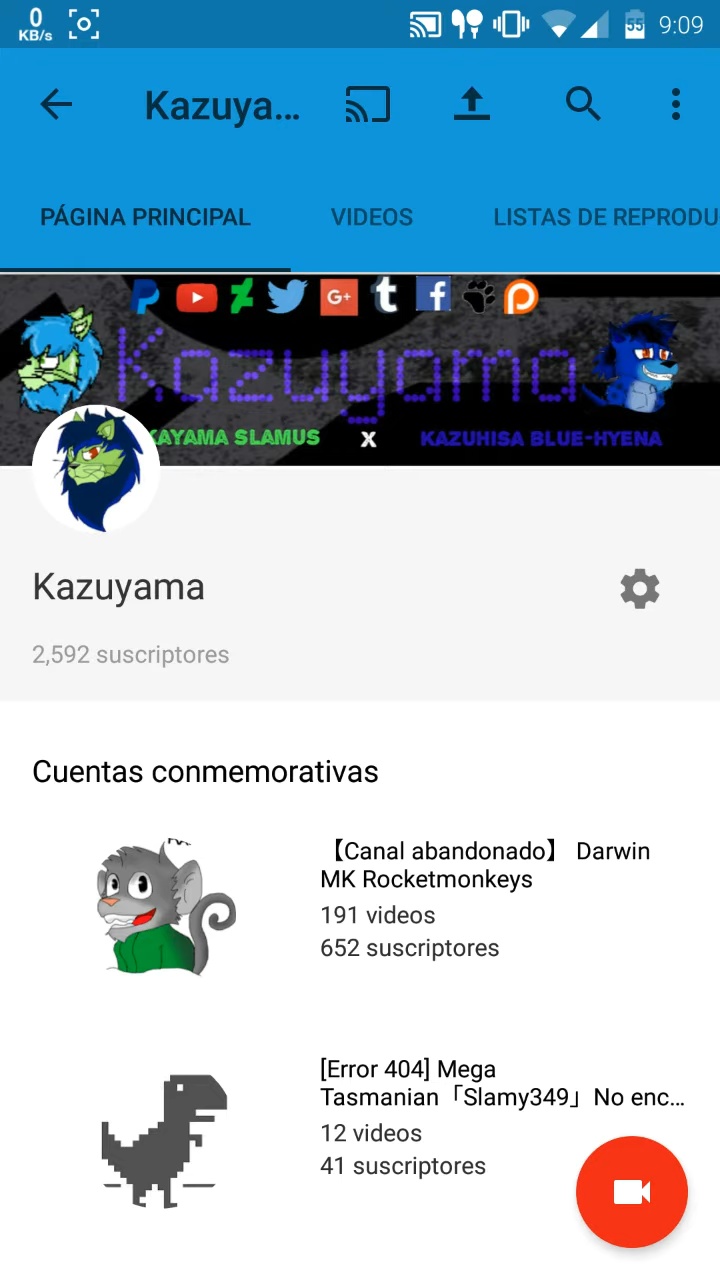 0
KB/s
55
9:09
Kazuya...
PÁGINA PRINCIPAL
VIDEOS
LISTAS DE REPRODU
G+
t
f
Kazuyama
KAYAMA SLAMUS
X
KAZUHISA BLUE-HYENA
Kazuyama
2,592 suscriptores
Cuentas conmemorativas
【Canal abandonado】 Darwin
MK Rocketmonkeys
191 videos
652 suscriptores
[Error 404] Mega
Tasmanian「Slamy349」No enc...
12 videos
41 suscriptores